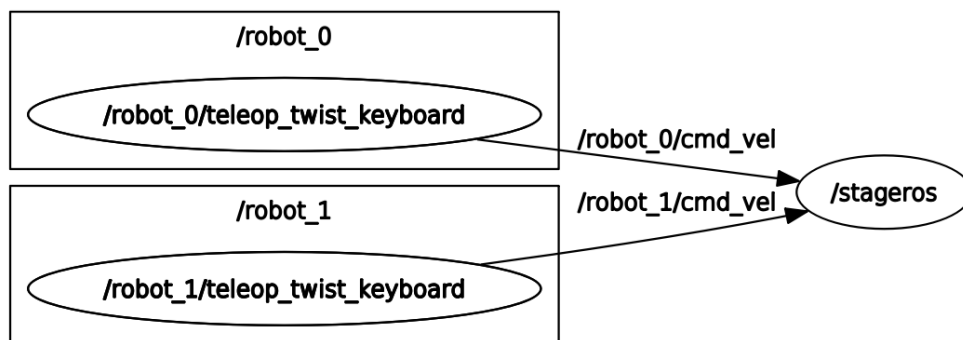 /robot_0
/robot_0/teleop_twist_keyboard
/robot_0/cmd_vel
/stageros
/robot_1/cmd_vel
/robot_1
/robot_1/teleop_twist_keyboard